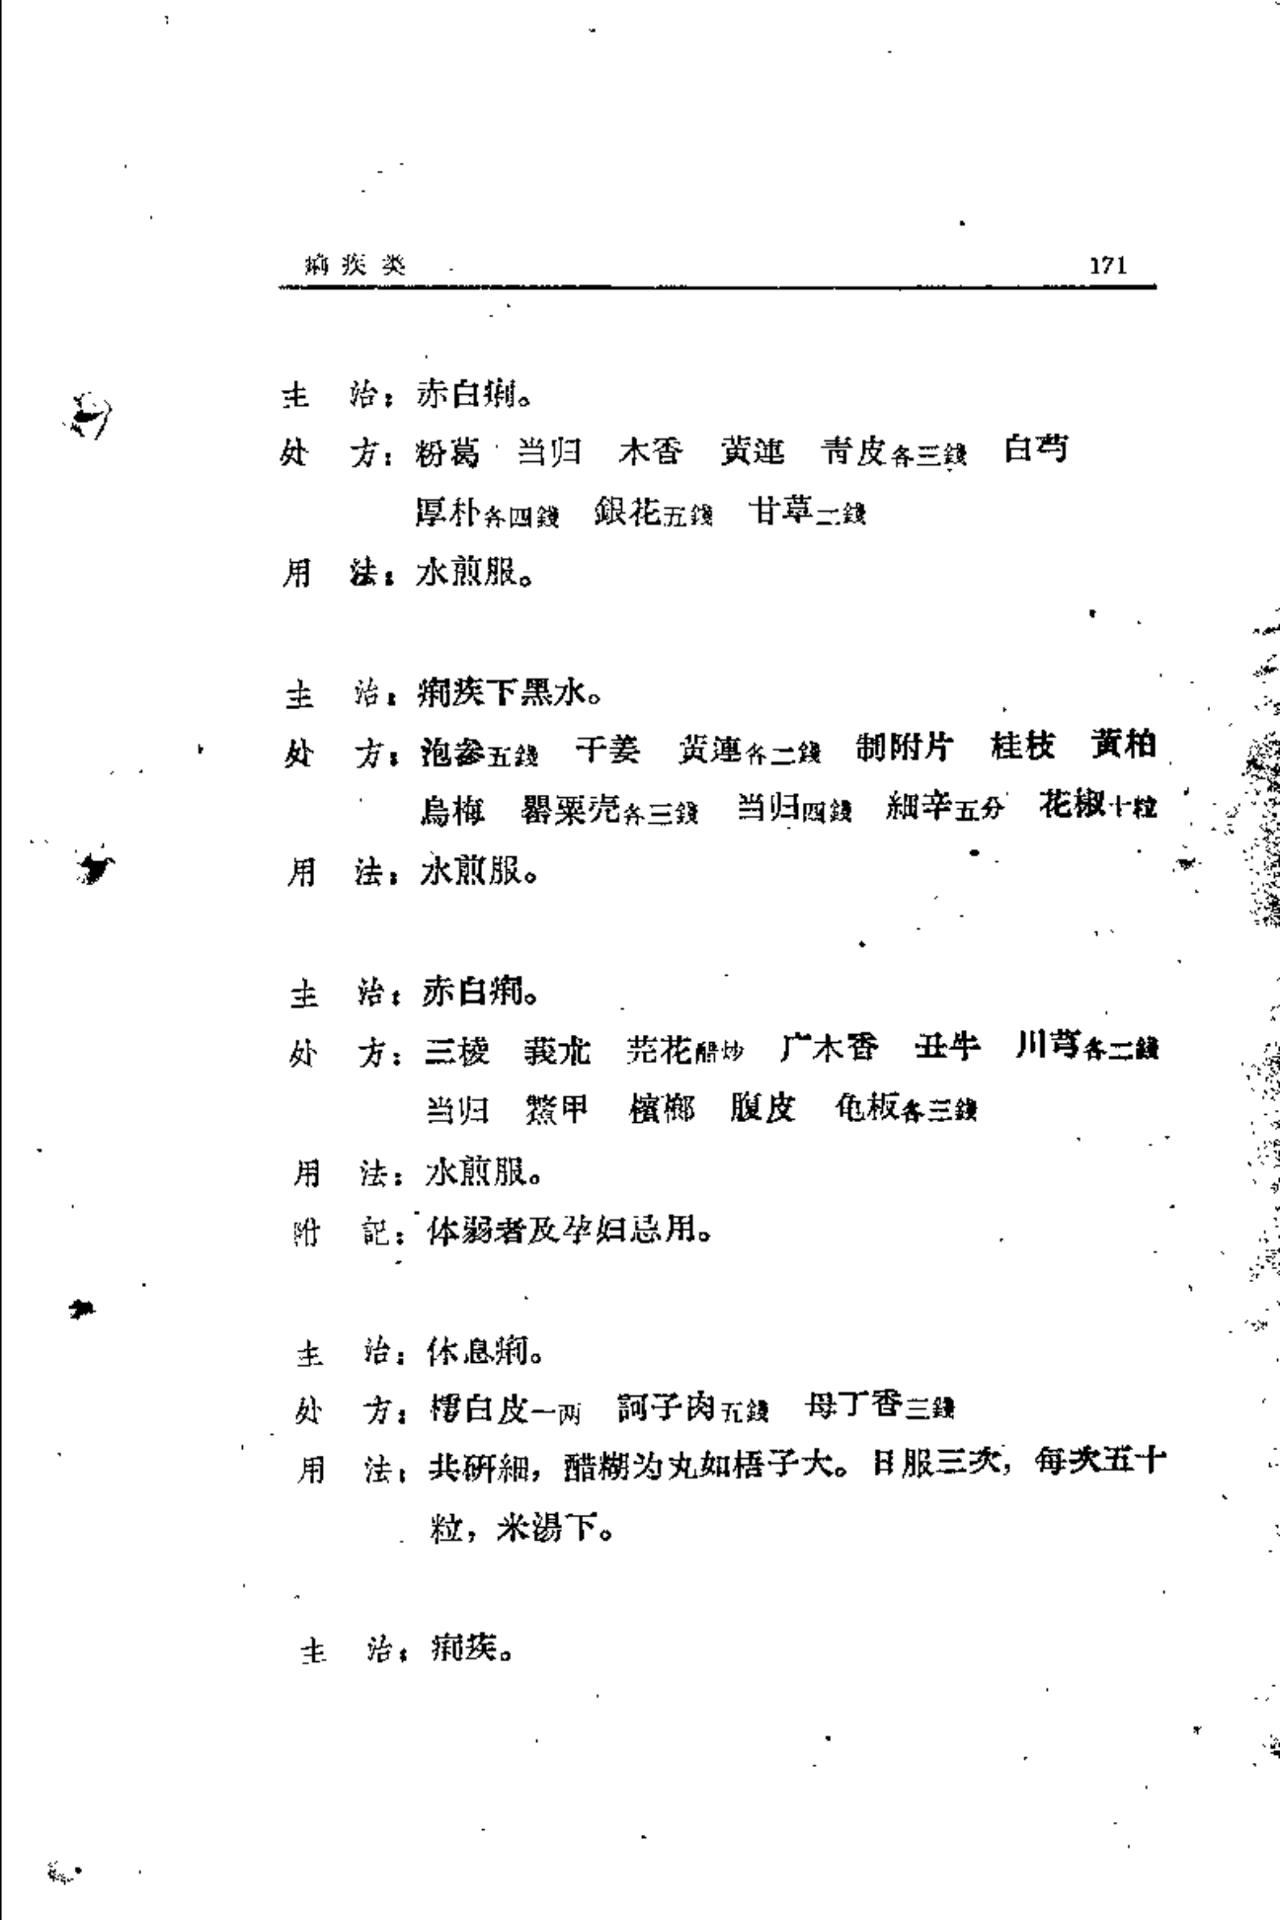 痢疾类 171
主 治：赤白痢。
处 方：粉葛 当归 木香 黄連 青皮各三錢 白芍
厚朴各四錢 銀花五錢 甘草二錢
用 法：水煎服。
主 治：痢疾下黑水。
处 方：泡參五錢 干姜 黄連各二錢 制附片 桂枝 黄柏
烏梅 罂粟壳各三錢 当归四錢 細辛五分 花椒十粒
用 法：水煎服。
主 治：赤白痢。
处 方：三棱 莪朮 芫花醋炒 广木香 丑牛 川芎各二錢
当归 鱉甲 檳榔 腹皮 龟板各三錢
用 法：水煎服。
附 記：体弱者及孕妇忌用。
主 治：休息痢。
处 方：樗白皮一两 訶子肉五錢 母丁香三錢
用 法：共研細，醋糊为丸如梧子大。日服三次，每次五十
粒，米湯下。
主 治：痢疾。